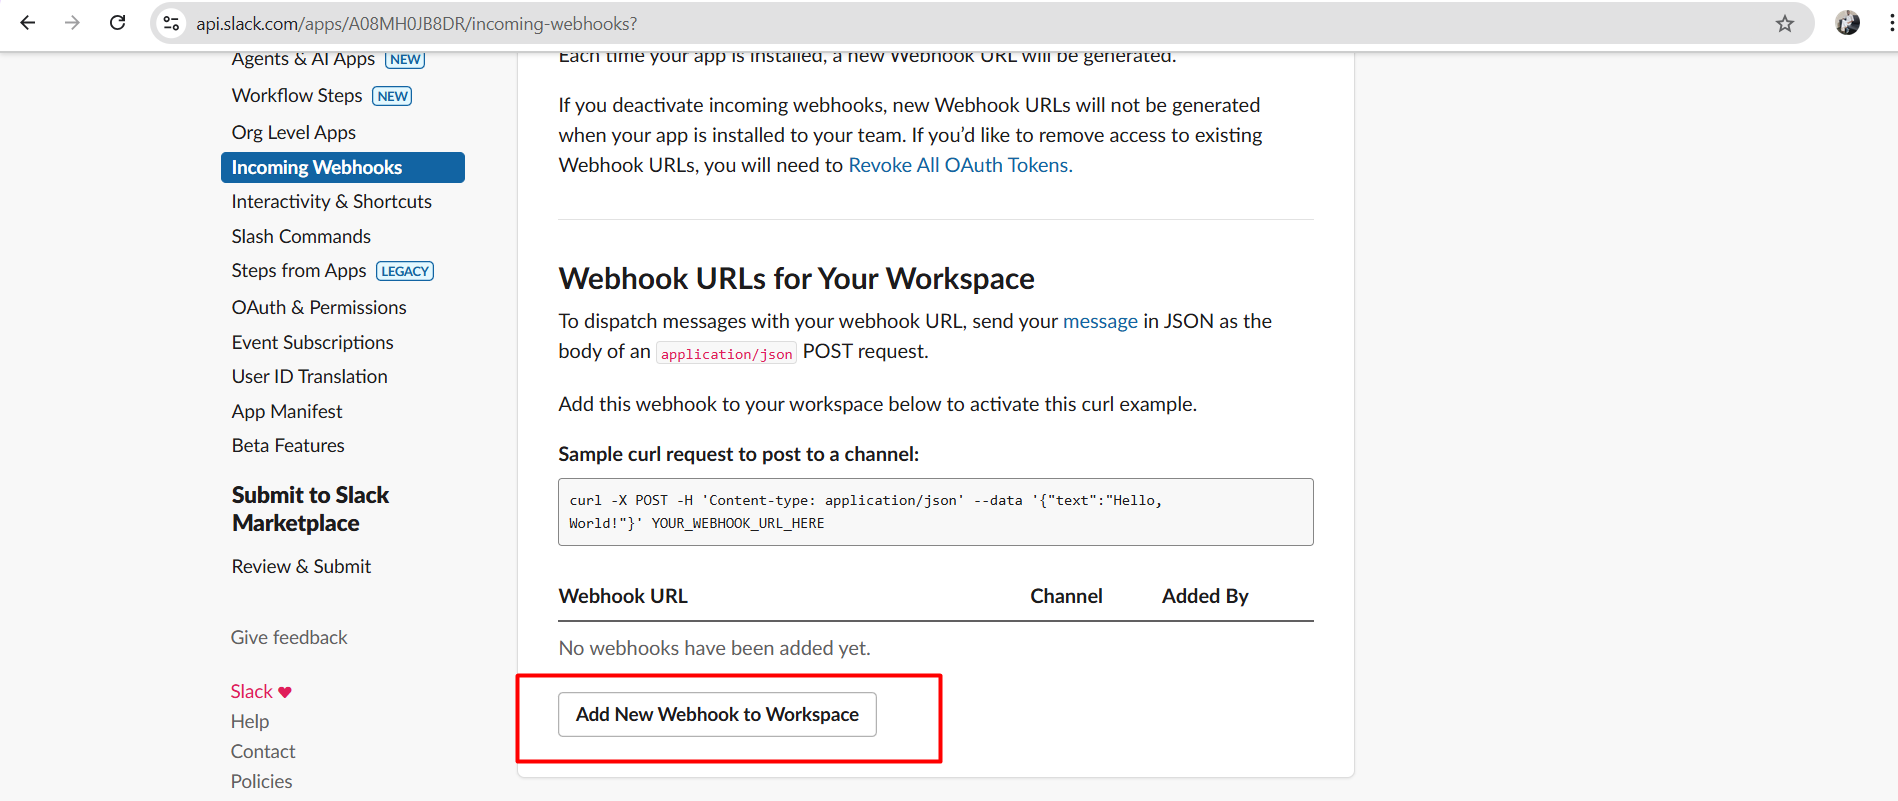 api.slack.com/apps/A08MH0JB8DR/incoming-webhooks?
Agents & AI Apps NEW
Workflow Steps NEW
Org Level Apps
Incoming Webhooks
Interactivity & Shortcuts
Slash Commands
Steps from Apps LEGACY
OAuth & Permissions
Event Subscriptions
User ID Translation
App Manifest
Beta Features
Submit to Slack
Marketplace
Review & Submit
Give feedback
Slack ♥
Help
Contact
Policies
Each time your app is installed, a new Webhook URL will be generated.
If you deactivate incoming webhooks, new Webhook URLs will not be generated
when your app is installed to your team. If you’d like to remove access to existing
Webhook URLs, you will need to Revoke All OAuth Tokens.
Webhook URLs for Your Workspace
To dispatch messages with your webhook URL, send your message in JSON as the
body of an application/json POST request.
Add this webhook to your workspace below to activate this curl example.
Sample curl request to post to a channel:
curl -X POST -H 'Content-type: application/json' --data '{"text":"Hello,
World!"}' YOUR_WEBHOOK_URL_HERE
Webhook URL Channel Added By
No webhooks have been added yet.
Add New Webhook to Workspace